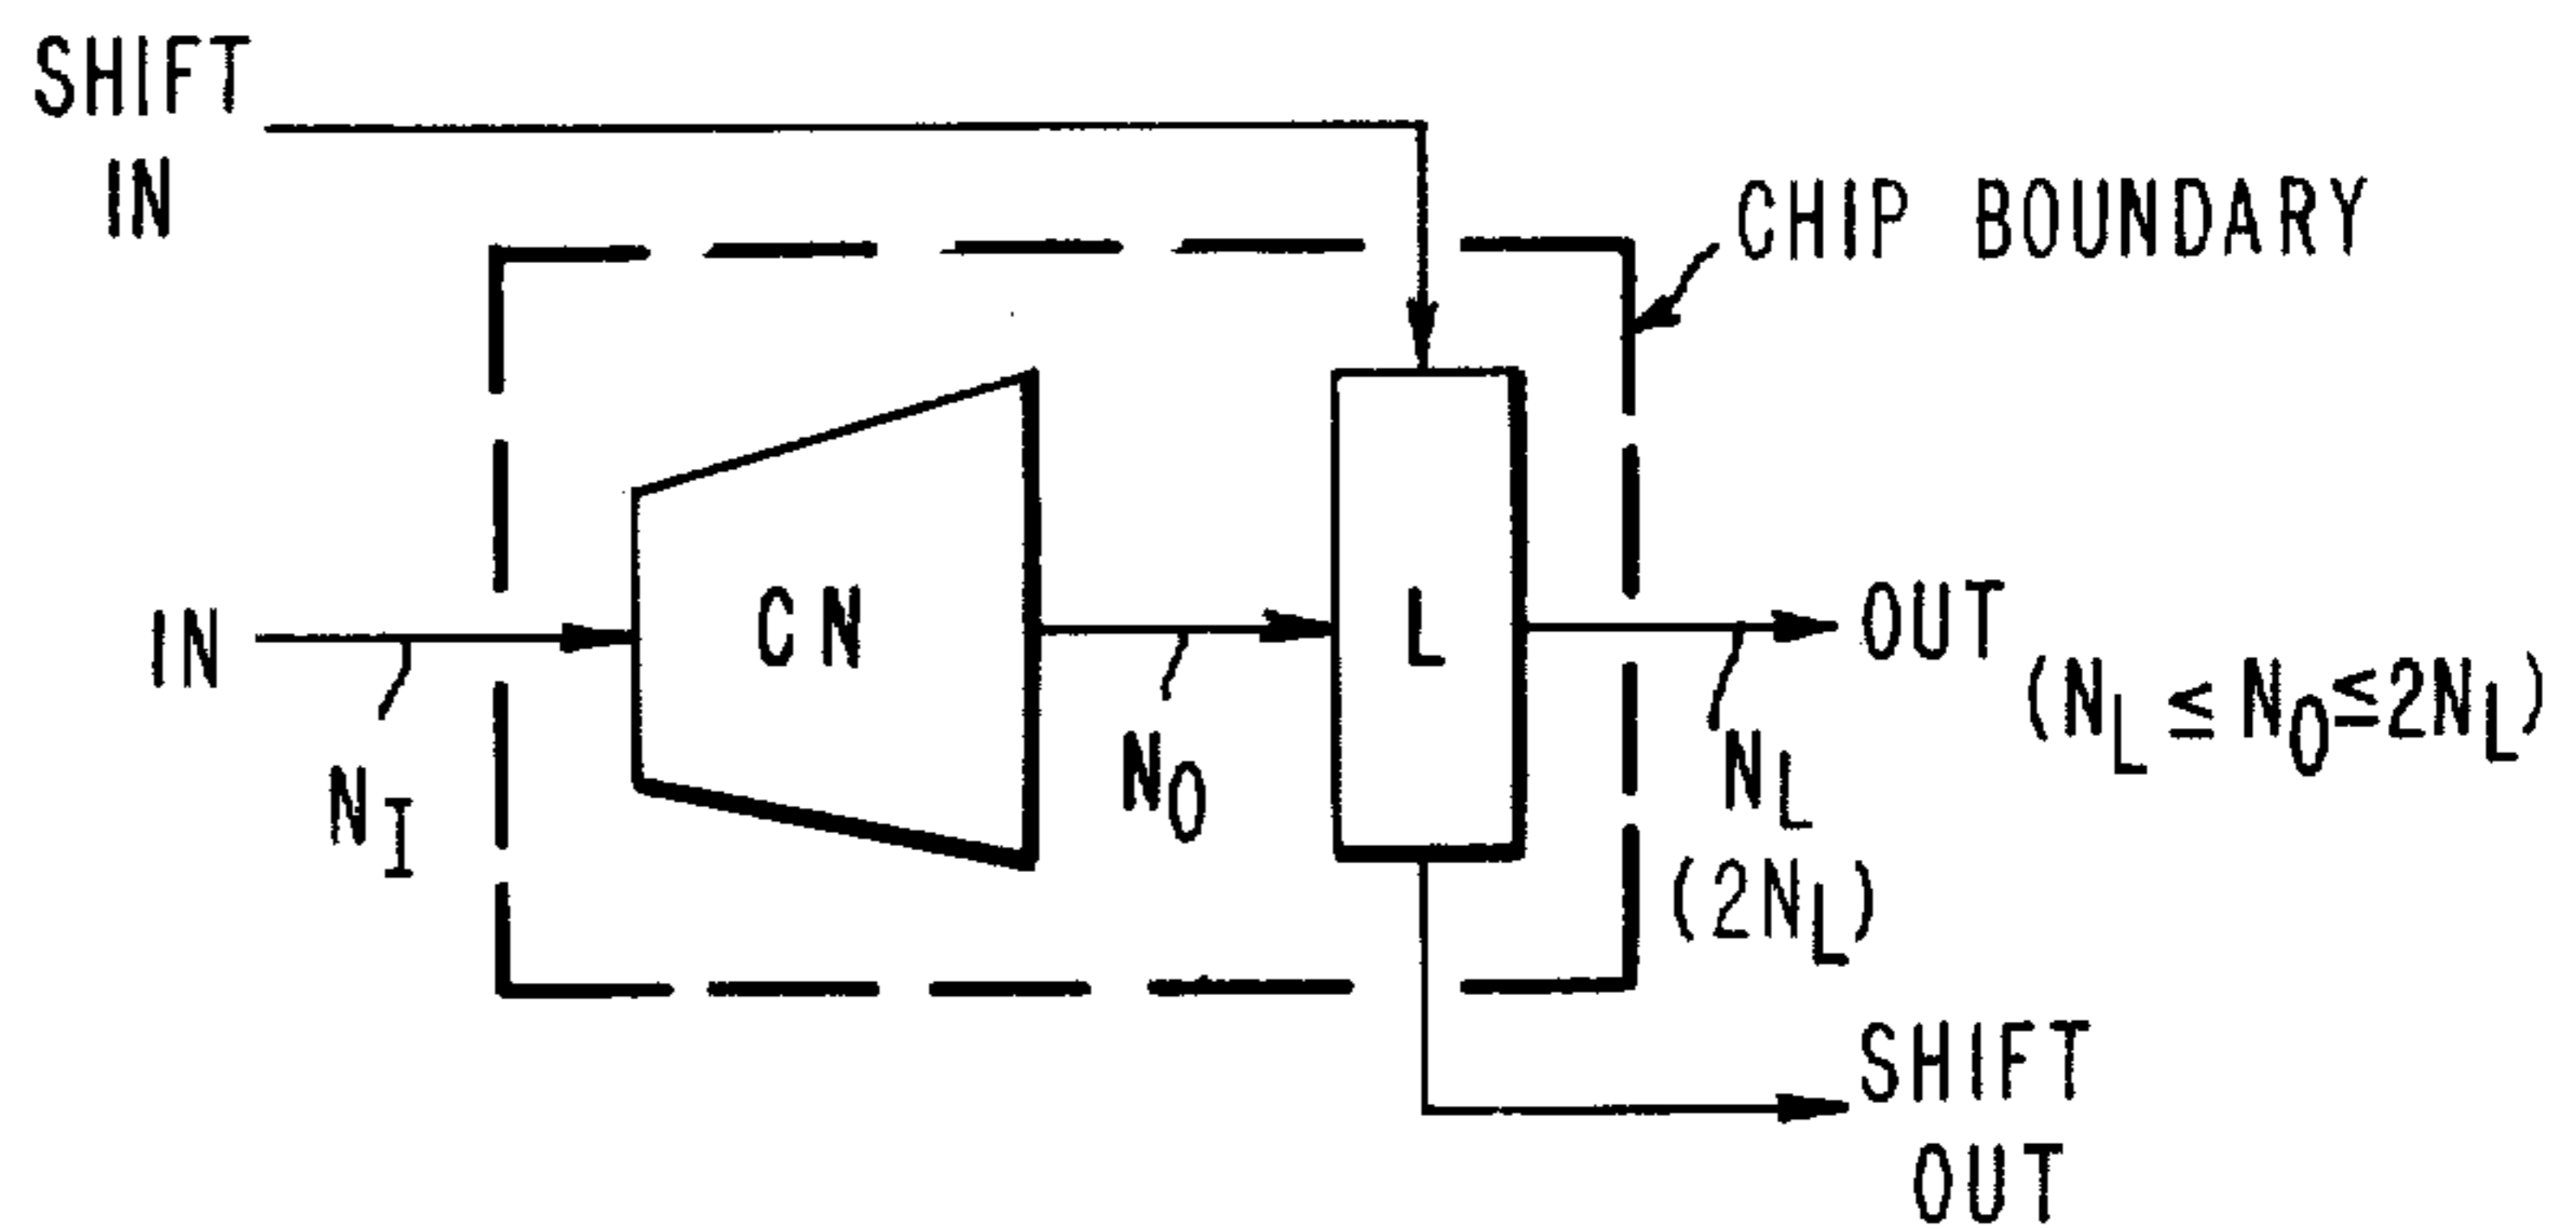 SHIFT
IN
CHIP BOUNDARY
IN
N_I
CN
N_O
L
OUT
(N_L ≤ N_O ≤ 2N_L)
N_L
(2N_L)
SHIFT
OUT